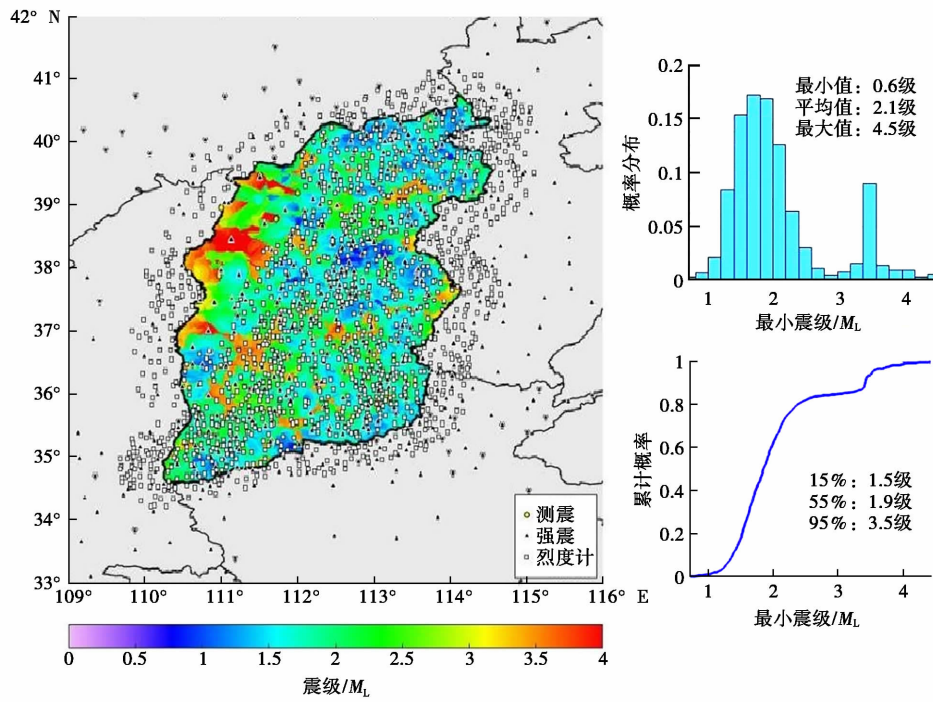 42° N
41°
40°
39°
38°
37°
36°
35°
34°
33°
109°
110°
111°
112°
113°
114°
115°
116° E
测震
强震
烈度计
0
0.5
1
1.5
2
2.5
3
3.5
4
震级/ML
0.2
0.15
0.1
0.05
0
概率分布
最小值：0.6级
平均值：2.1级
最大值：4.5级
1
2
3
4
最小震级/ML
1
0.8
0.6
0.4
0.2
0
累计概率
15%：1.5级
55%：1.9级
95%：3.5级
1
2
3
4
最小震级/ML